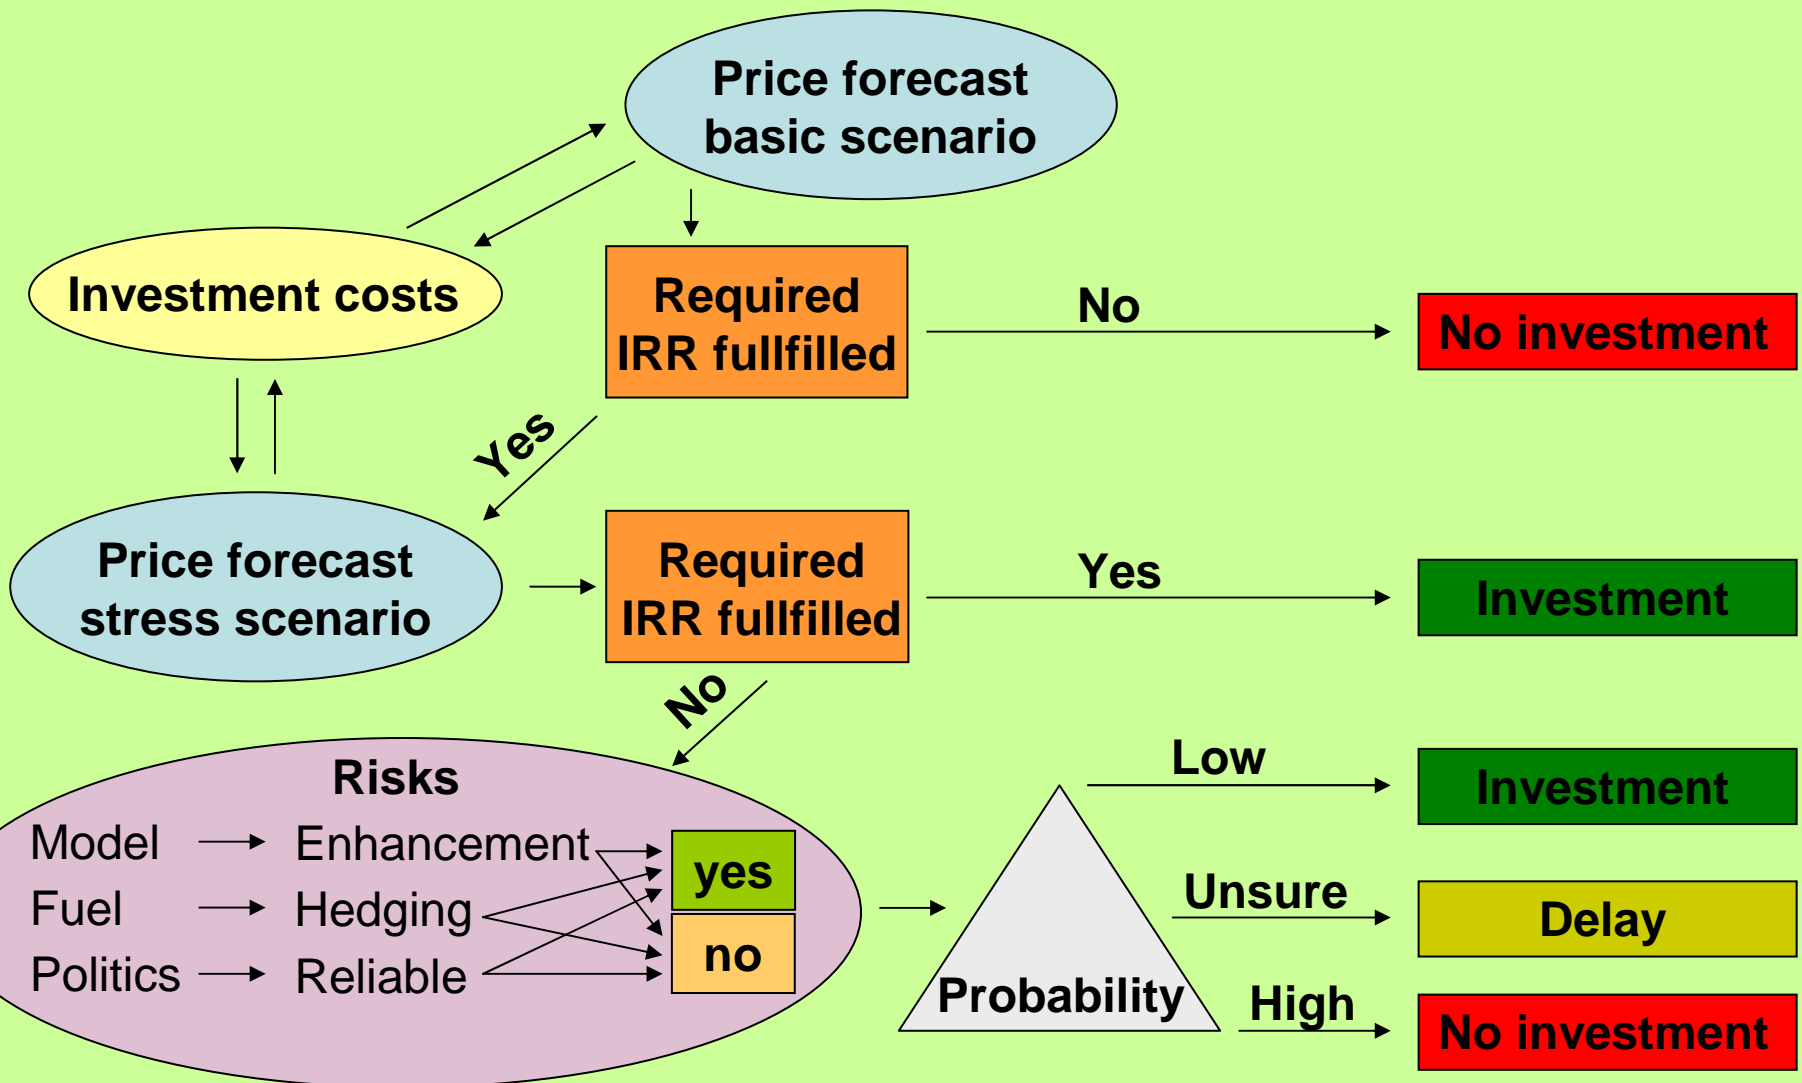 Price forecast
basic scenario
Investment costs
Required
IRR fullfilled
No
No investment
Yes
Price forecast
stress scenario
Required
IRR fullfilled
Yes
Investment
No
Risks
Model
Enhancement
Fuel
Hedging
Politics
Reliable
yes
no
Probability
Low
Investment
Unsure
Delay
High
No investment